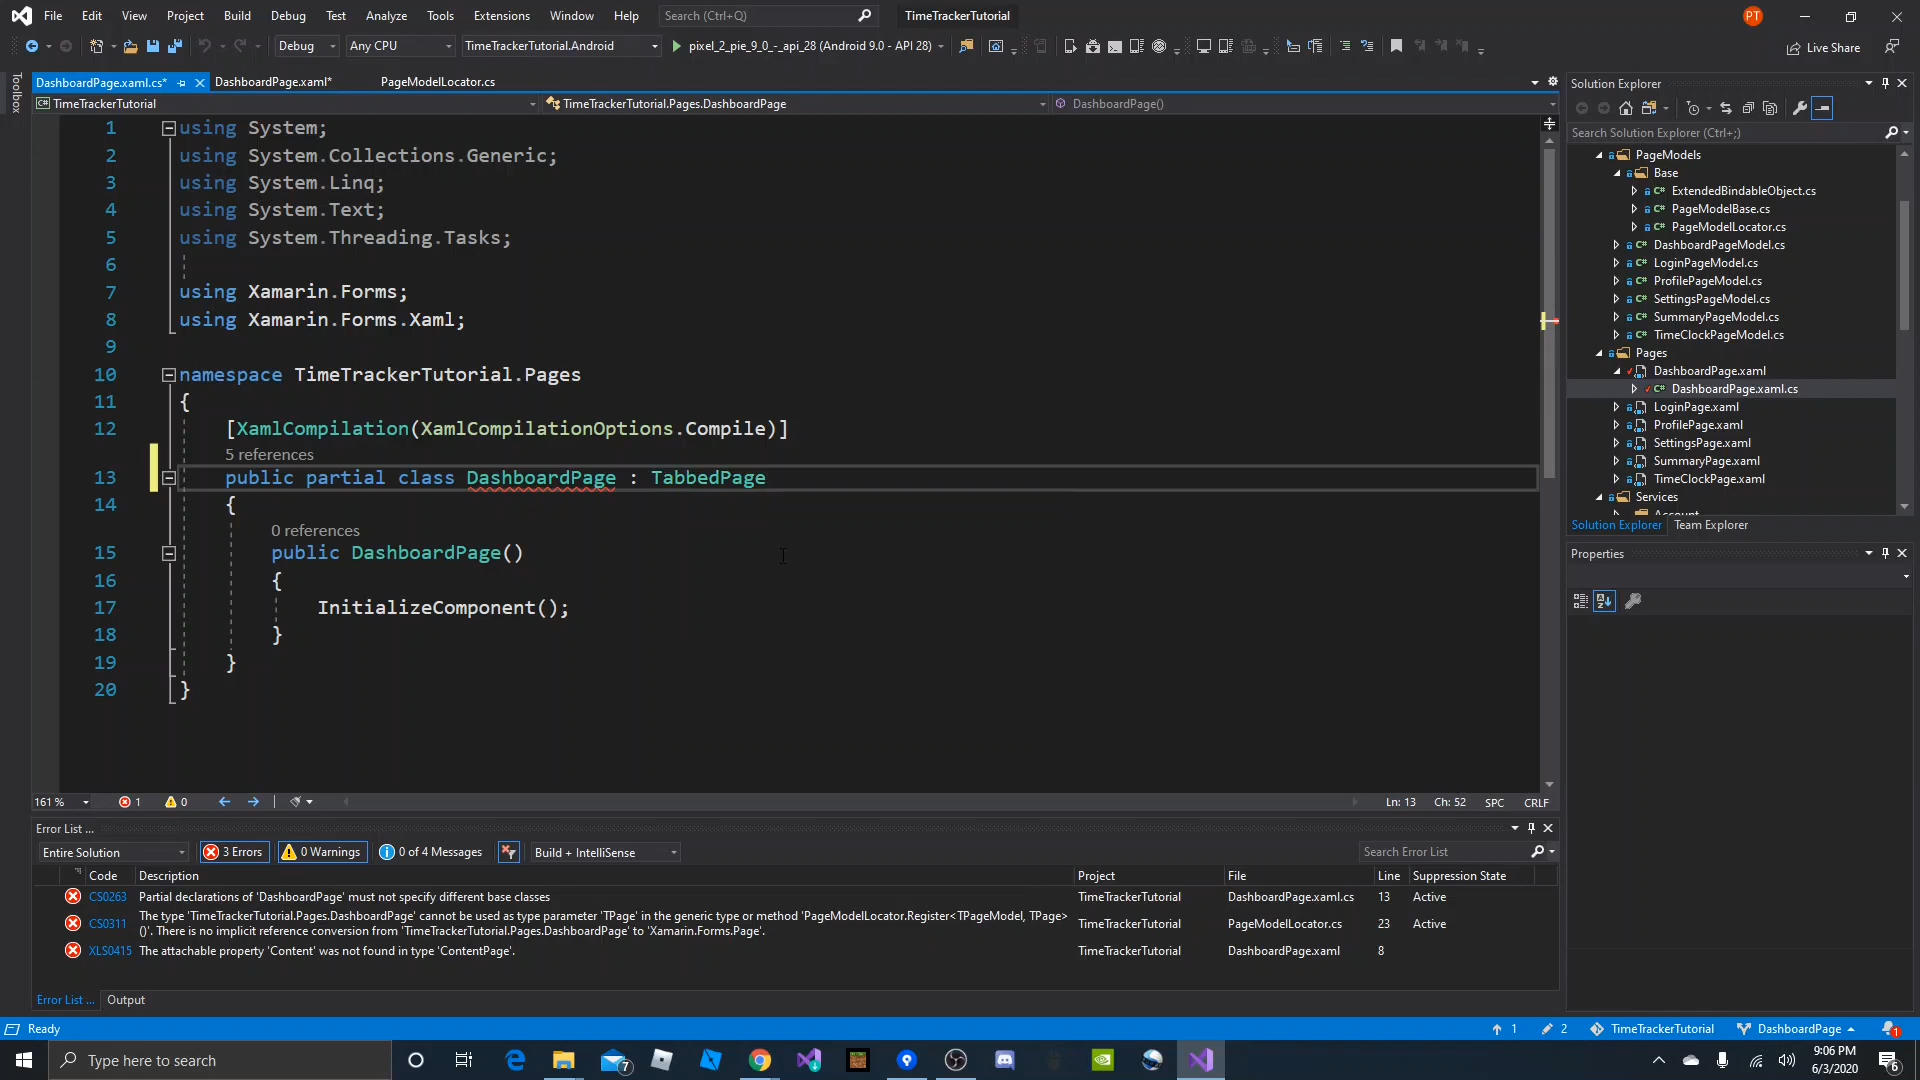 File Edit View Project Build Debug Test Analyze Tools Extensions Window Help Search (Ctrl+Q) TimeTrackerTutorial PT
Debug Any CPU TimeTrackerTutorial.Android pixel_2_pie_9_0_-_api_28 (Android 9.0 - API 28) Live Share
Toolbox
DashboardPage.xaml.cs* DashboardPage.xaml* PageModelLocator.cs
TimeTrackerTutorial TimeTrackerTutorial.Pages.DashboardPage DashboardPage()
1 using System;
2 using System.Collections.Generic;
3 using System.Linq;
4 using System.Text;
5 using System.Threading.Tasks;
6
7 using Xamarin.Forms;
8 using Xamarin.Forms.Xaml;
9
10 namespace TimeTrackerTutorial.Pages
11 {
12 [XamlCompilation(XamlCompilationOptions.Compile)]
5 references
13 public partial class DashboardPage : TabbedPage
14 {
0 references
15 public DashboardPage()
16 {
17 InitializeComponent();
18 }
19 }
20 }
161 % 1 0 Ln: 13 Ch: 52 SPC CRLF
Error List ...
Entire Solution 3 Errors 0 Warnings 0 of 4 Messages Build + IntelliSense Search Error List
Code Description Project File Line Suppression State
CS0263 Partial declarations of 'DashboardPage' must not specify different base classes TimeTrackerTutorial DashboardPage.xaml.cs 13 Active
CS0311 The type 'TimeTrackerTutorial.Pages.DashboardPage' cannot be used as type parameter 'TPage' in the generic type or method 'PageModelLocator.Register<TPageModel, TPage>
()'. There is no implicit reference conversion from 'TimeTrackerTutorial.Pages.DashboardPage' to 'Xamarin.Forms.Page'. TimeTrackerTutorial PageModelLocator.cs 23 Active
XLS0415 The attachable property 'Content' was not found in type 'ContentPage'. TimeTrackerTutorial DashboardPage.xaml 8
Error List ... Output
Solution Explorer
Search Solution Explorer (Ctrl+;)
PageModels
Base
C# ExtendedBindableObject.cs
C# PageModelBase.cs
C# PageModelLocator.cs
C# DashboardPageModel.cs
C# LoginPageModel.cs
C# ProfilePageModel.cs
C# SettingsPageModel.cs
C# SummaryPageModel.cs
C# TimeClockPageModel.cs
Pages
DashboardPage.xaml
C# DashboardPage.xaml.cs
LoginPage.xaml
ProfilePage.xaml
SettingsPage.xaml
SummaryPage.xaml
TimeClockPage.xaml
Services
Account
Solution Explorer Team Explorer
Properties
Ready 1 2 TimeTrackerTutorial DashboardPage 1
Type here to search 7 9:06 PM
6/3/2020 6